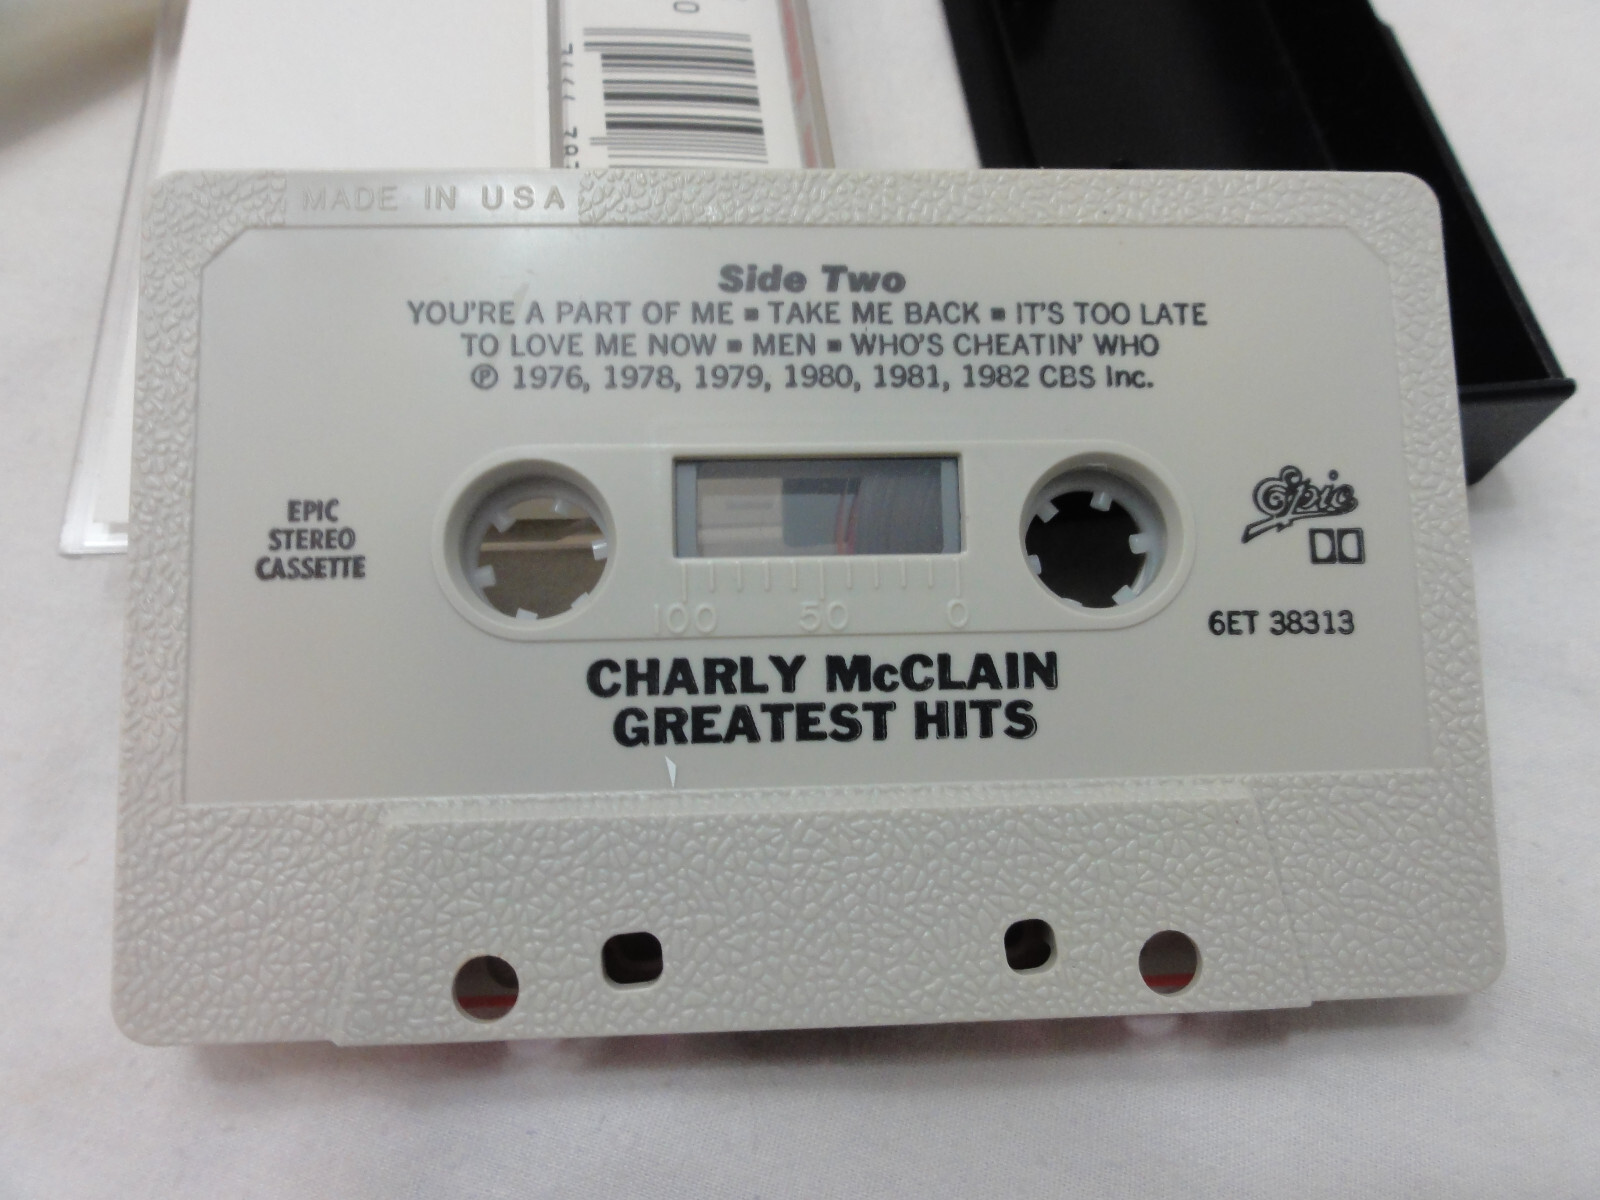 MADE IN USA
Side Two
YOU'RE A PART OF ME ▪ TAKE ME BACK ▪ IT'S TOO LATE
TO LOVE ME NOW ▪ MEN ▪ WHO'S CHEATIN' WHO
℗ 1976, 1978, 1979, 1980, 1981, 1982 CBS Inc.
EPIC
STEREO
CASSETTE
Epic
100 50 0
6ET 38313
CHARLY McCLAIN
GREATEST HITS